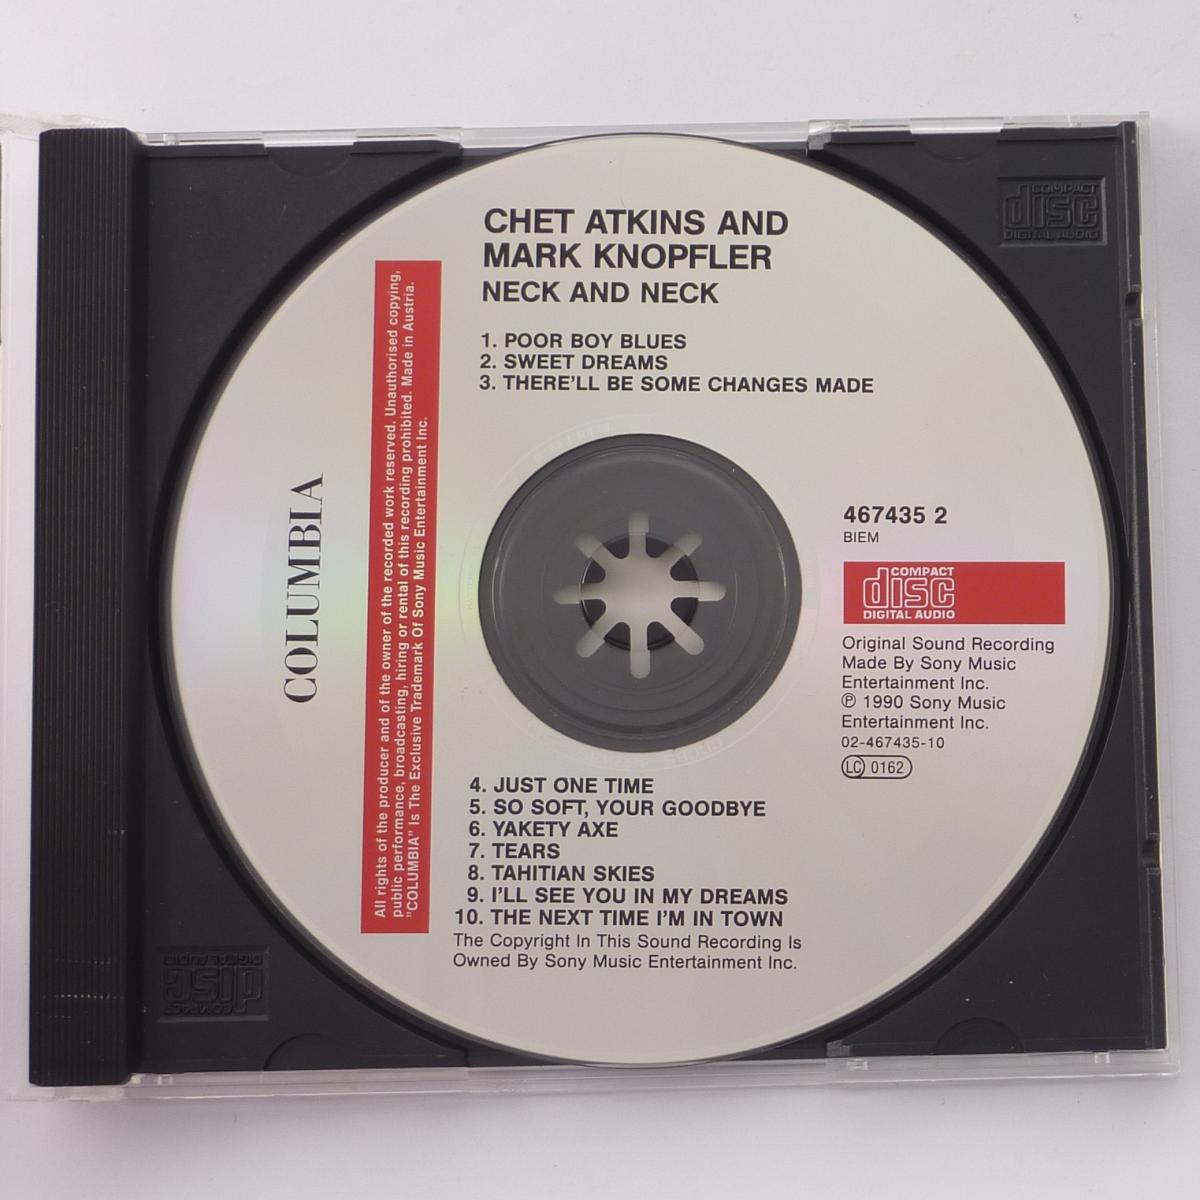 CHET ATKINS AND
MARK KNOPFLER
NECK AND NECK
1. POOR BOY BLUES
2. SWEET DREAMS
3. THERE'LL BE SOME CHANGES MADE
COLUMBIA
All rights of the producer and of the owner of the recorded work reserved. Unauthorised copying,
public performance, broadcasting, hiring or rental of this recording prohibited. Made in Austria.
"COLUMBIA" Is The Exclusive Trademark Of Sony Music Entertainment Inc.
467435 2
BIEM
COMPACT
disc
DIGITAL AUDIO
Original Sound Recording
Made By Sony Music
Entertainment Inc.
℗ 1990 Sony Music
Entertainment Inc.
02-467435-10
LC 0162
4. JUST ONE TIME
5. SO SOFT, YOUR GOODBYE
6. YAKETY AXE
7. TEARS
8. TAHITIAN SKIES
9. I'LL SEE YOU IN MY DREAMS
10. THE NEXT TIME I'M IN TOWN
The Copyright In This Sound Recording Is
Owned By Sony Music Entertainment Inc.
COMPACT
disc
DIGITAL AUDIO
COMPACT
disc
DIGITAL AUDIO